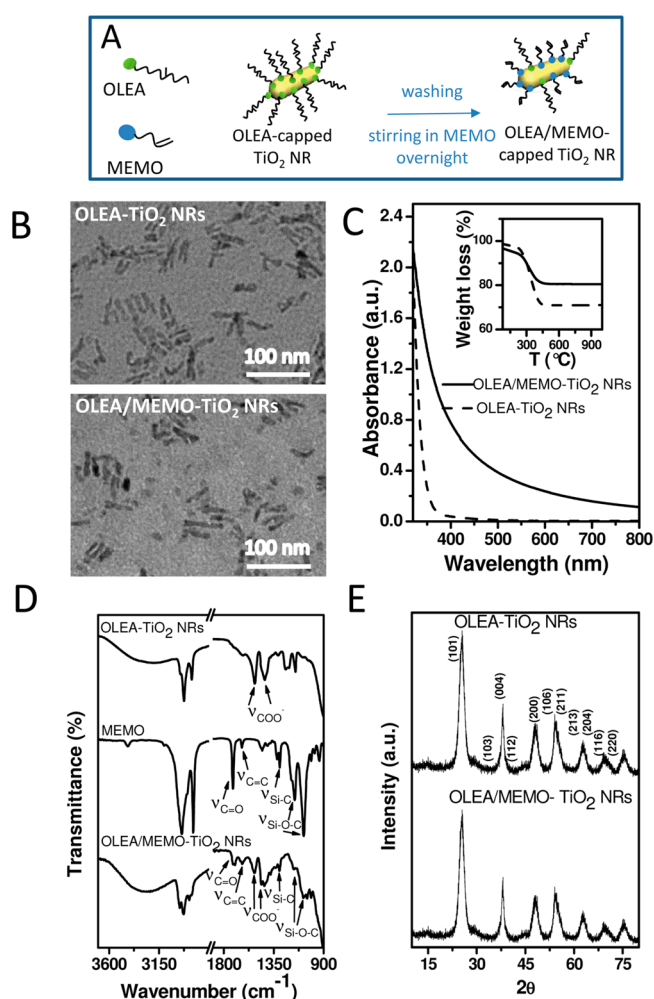 A
OLEA
MEMO
OLEA-capped
TiO2 NR
washing
stirring in MEMO
overnight
OLEA/MEMO-
capped TiO2 NR
B
OLEA-TiO2 NRs
100 nm
OLEA/MEMO-TiO2 NRs
100 nm
C
Absorbance (a.u.)
2.4
2.0
1.6
1.2
0.8
0.4
0.0
400 500 600 700 800
Wavelength (nm)
Weight loss (%)
100
80
60
300 600 900
T (°C)
OLEA/MEMO-TiO2 NRs
OLEA-TiO2 NRs
D
Transmittance (%)
OLEA-TiO2 NRs
νCOO-
MEMO
νC=O
νC=C
νSi-C
νSi-O-C
OLEA/MEMO-TiO2 NRs
νC=O
νC=C
νCOO-
νSi-C
νSi-O-C
3600 3150 1800 1350 900
Wavenumber (cm-1)
E
Intensity (a.u.)
OLEA-TiO2 NRs
(101)
(103)
(004)
(112)
(200)
(106)
(211)
(213)
(204)
(116)
(220)
OLEA/MEMO- TiO2 NRs
15 30 45 60 75
2θ